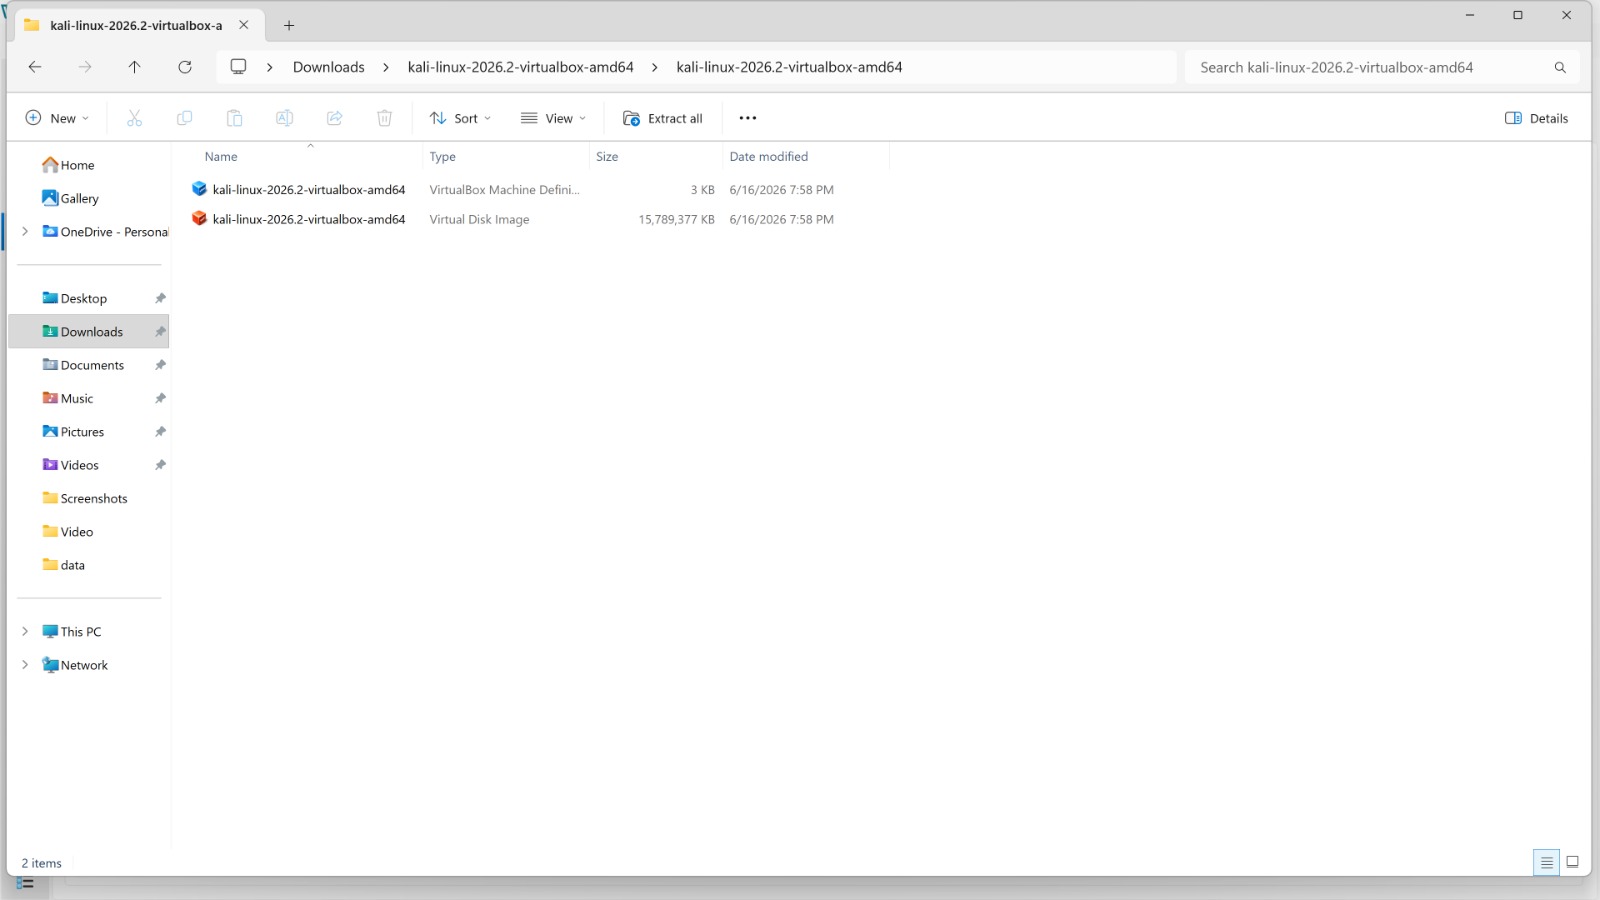 kali-linux-2026.2-virtualbox-a
Downloads kali-linux-2026.2-virtualbox-amd64 kali-linux-2026.2-virtualbox-amd64 Search kali-linux-2026.2-virtualbox-amd64
New Sort View Extract all Details
Name Type Size Date modified
kali-linux-2026.2-virtualbox-amd64 VirtualBox Machine Defini... 3 KB 6/16/2026 7:58 PM
kali-linux-2026.2-virtualbox-amd64 Virtual Disk Image 15,789,377 KB 6/16/2026 7:58 PM
Home
Gallery
OneDrive - Personal
Desktop
Downloads
Documents
Music
Pictures
Videos
Screenshots
Video
data
This PC
Network
2 items